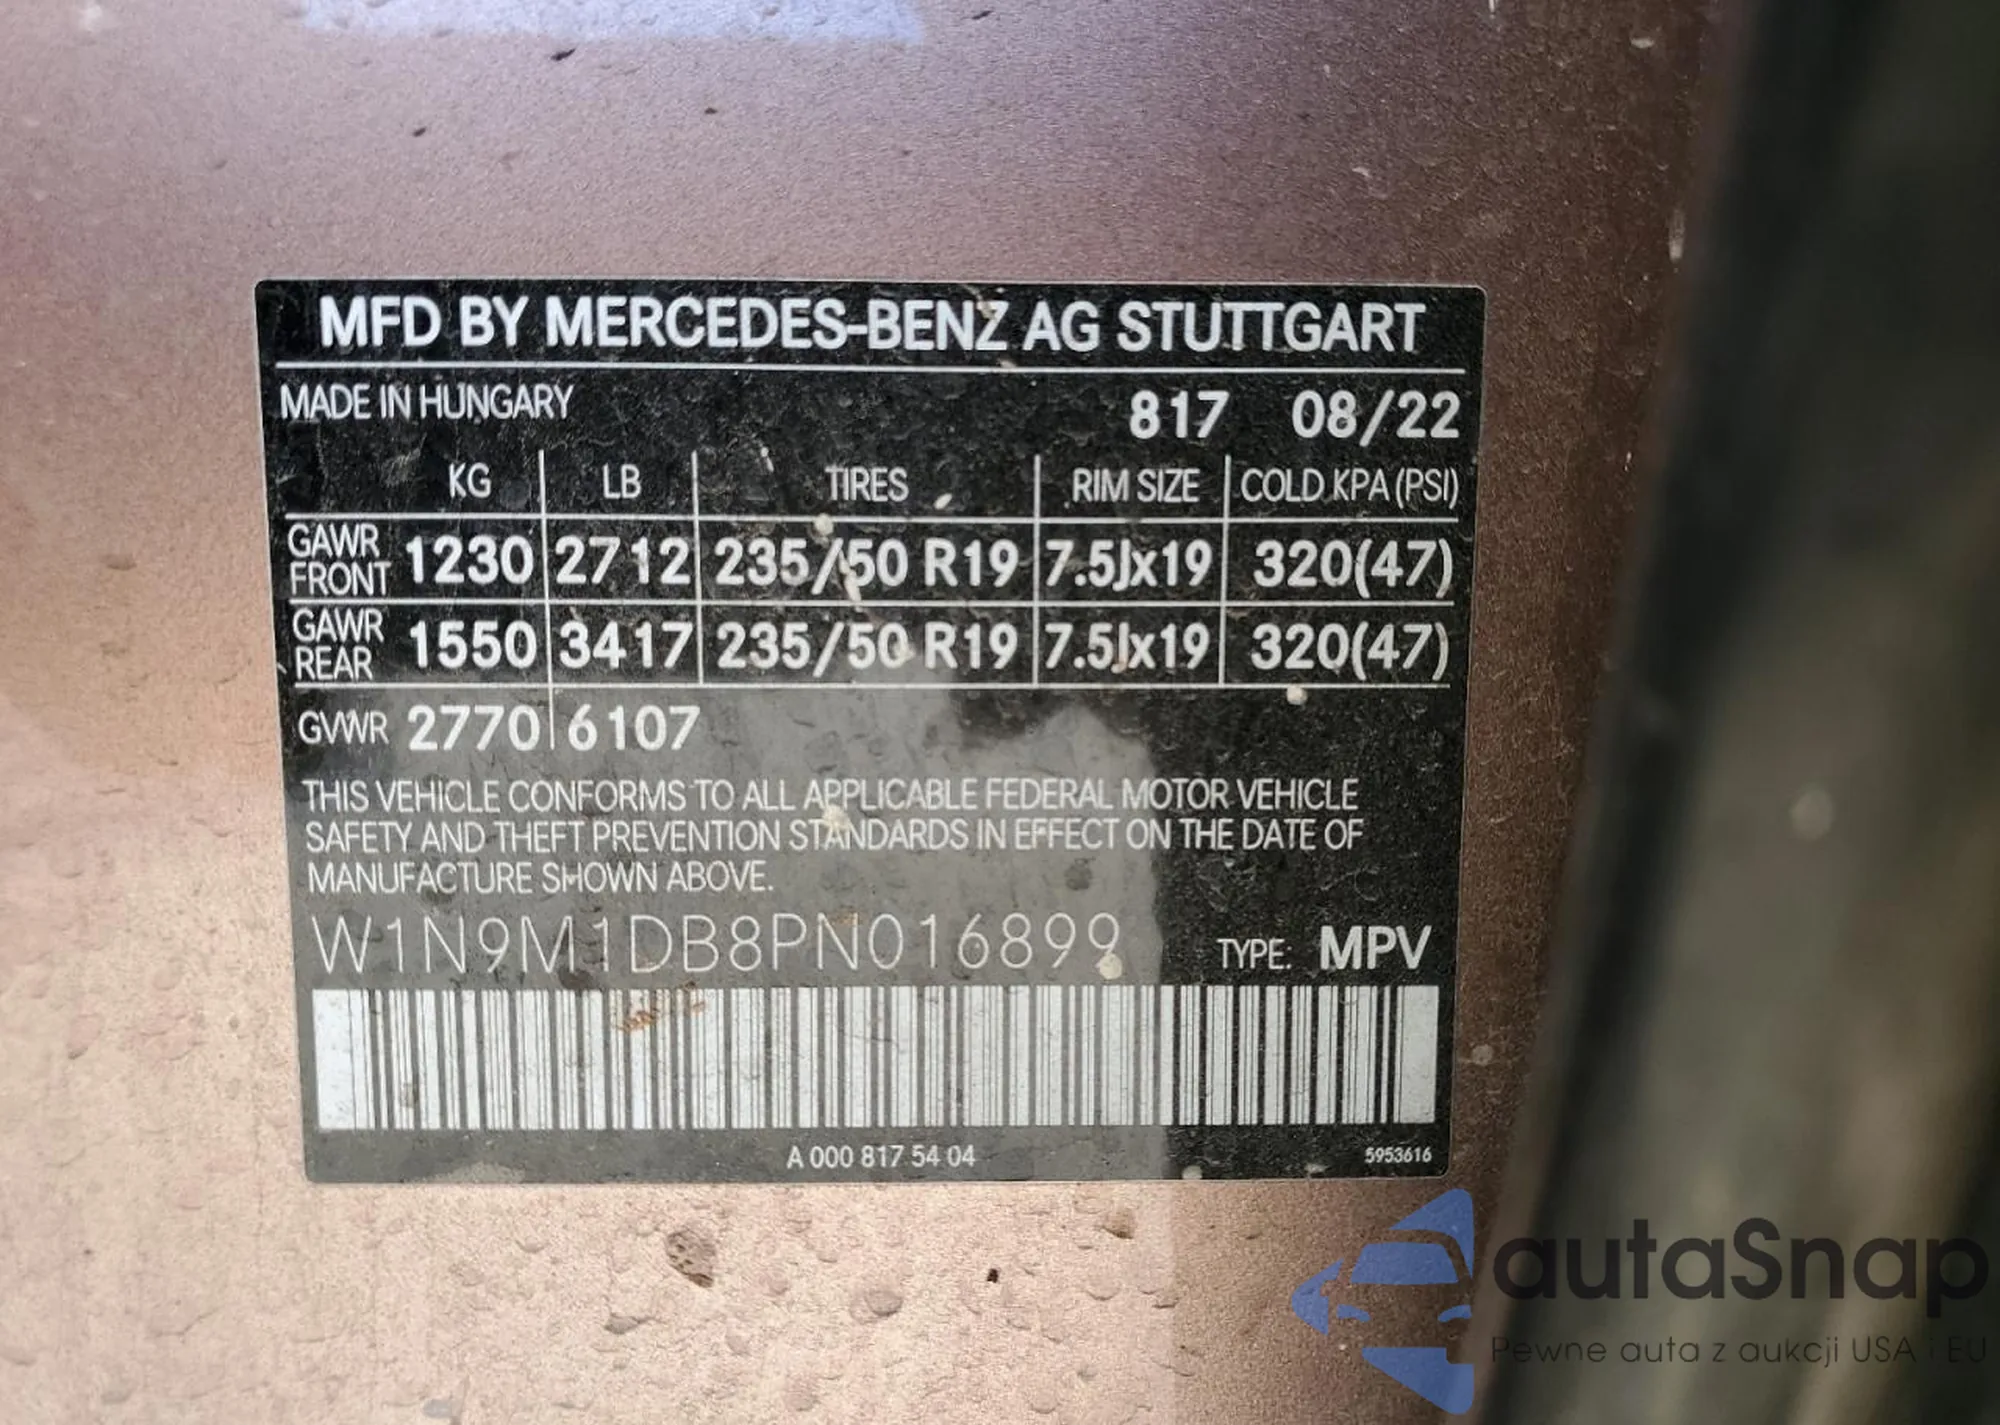 MFD BY MERCEDES-BENZ AG STUTTGART
MADE IN HUNGARY 817 08/22
KG LB TIRES RIM SIZE COLD KPA (PSI)
GAWR FRONT 1230 2712 235/50 R19 7.5Jx19 320(47)
GAWR REAR 1550 3417 235/50 R19 7.5Jx19 320(47)
GVWR 2770 6107
THIS VEHICLE CONFORMS TO ALL APPLICABLE FEDERAL MOTOR VEHICLE
SAFETY AND THEFT PREVENTION STANDARDS IN EFFECT ON THE DATE OF
MANUFACTURE SHOWN ABOVE.
W1N9M1DB8PN016899 TYPE: MPV
A 000 817 54 04 5953616
autaSnap
Pewne auta z aukcji USA i EU